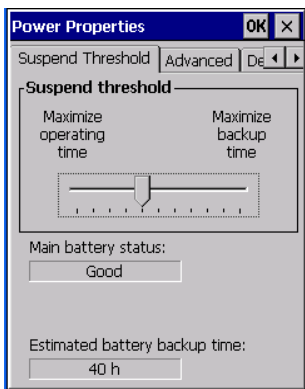 Power Properties OK ×
Suspend Threshold Advanced De
Suspend threshold
Maximize operating time
Maximize backup time
Main battery status:
Good
Estimated battery backup time:
40 h